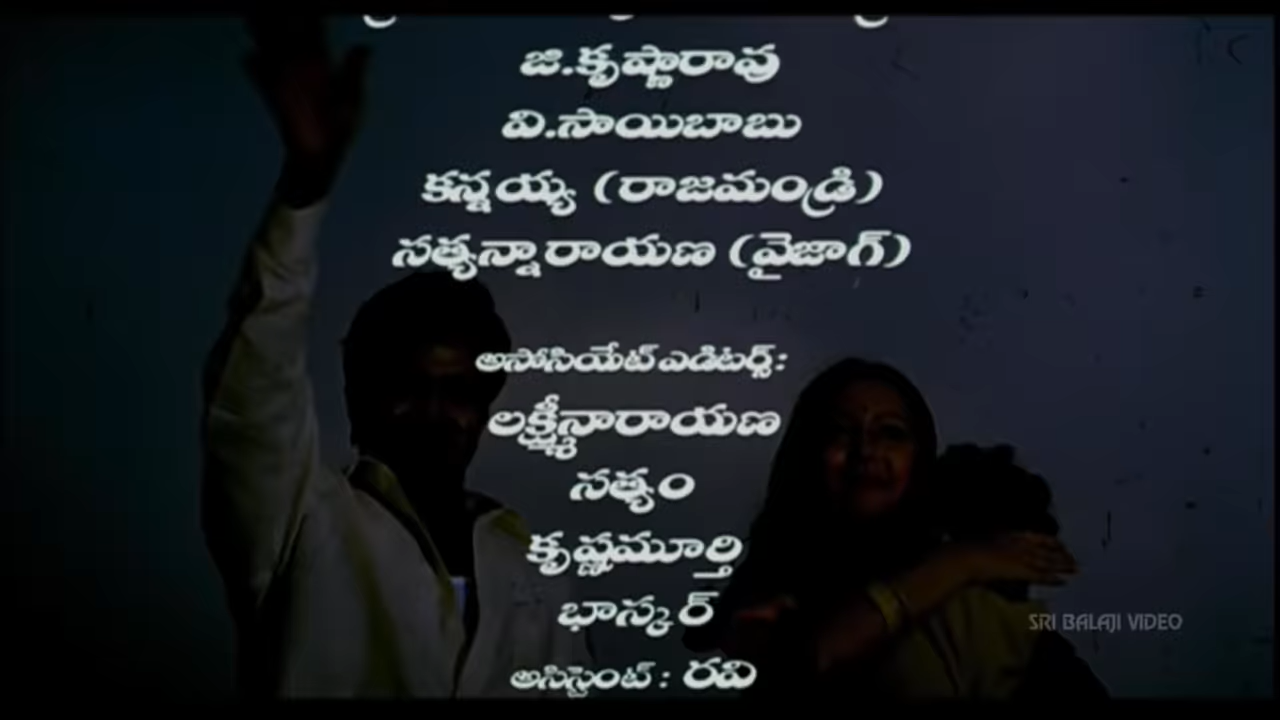 జి.కృష్ణారావు
వి.సాయిబాబు
కన్నయ్య (రాజమండ్రి)
సత్యన్నారాయణ (వైజాగ్)
అసోసియేట్ ఎడిటర్స్:
లక్ష్మీనారాయణ
సత్యం
కృష్ణమూర్తి
భాస్కర్
SRI BALAJI VIDEO
అసిస్టెంట్ : రవి